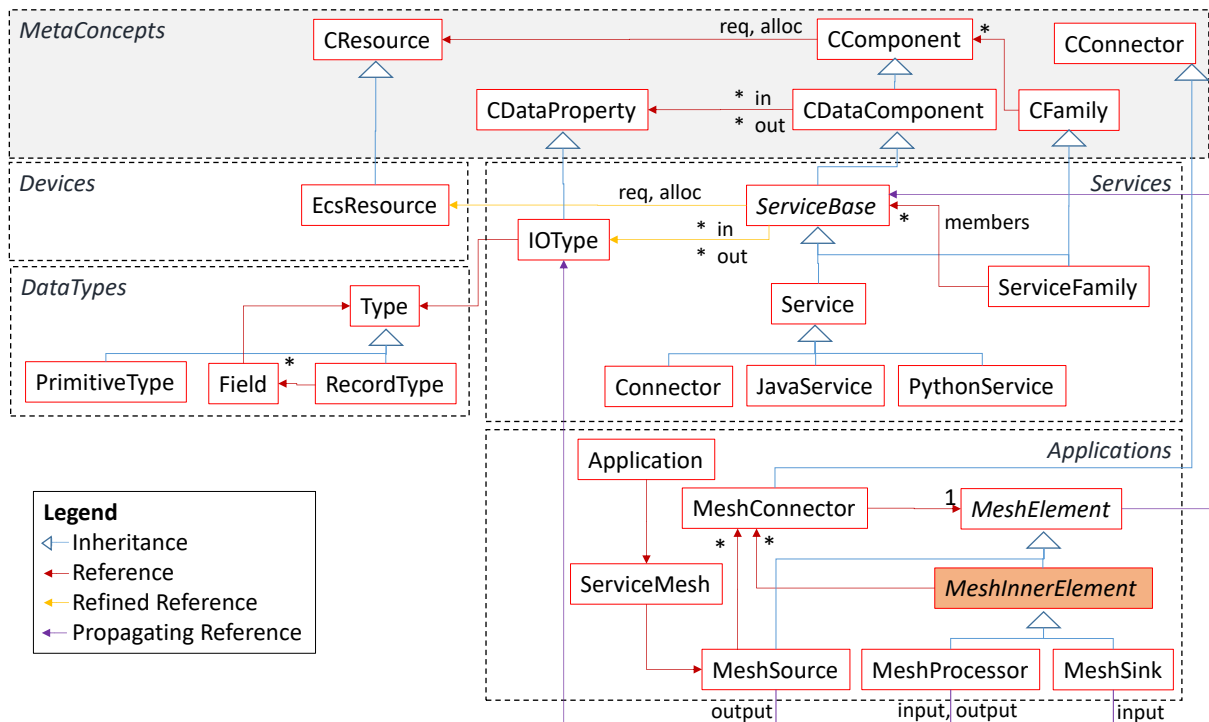 MetaConcepts
CResource
req, alloc
CComponent
*
CConnector
CDataProperty
* in
* out
CDataComponent
CFamily
Devices
EcsResource
req, alloc
ServiceBase
*
members
Services
IOType
* in
* out
ServiceFamily
DataTypes
Type
Service
PrimitiveType
Field
*
RecordType
Connector
JavaService
PythonService
Applications
Application
MeshConnector
1
MeshElement
*
*
ServiceMesh
MeshInnerElement
MeshSource
MeshProcessor
MeshSink
output
input, output
input
Legend
Inheritance
Reference
Refined Reference
Propagating Reference